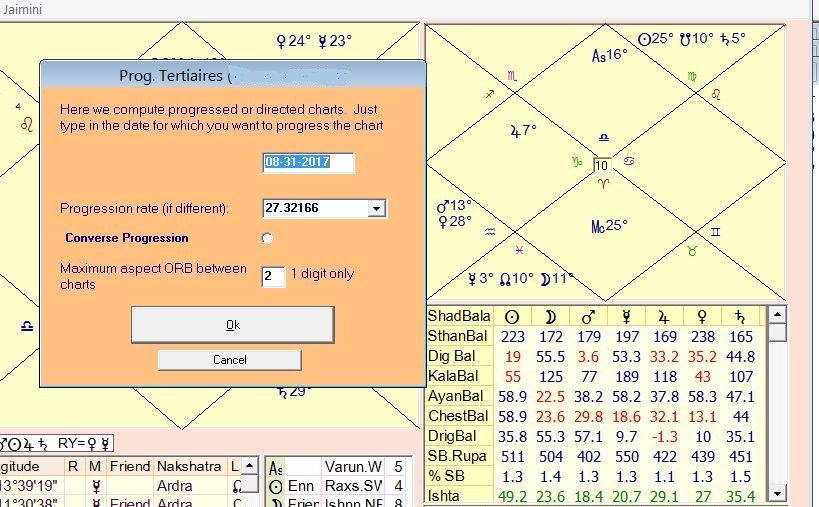 Jaimini
♀24° ☿23°
4
♌
♎
♄29°
Prog. Tertiaires (
Here we compute progressed or directed charts. Just
type in the date for which you want to progress the chart
08-31-2017
Progression rate (if different): 27.32166
Converse Progression
Maximum aspect ORB between
charts
2 1 digit only
Ok
Cancel
As16° ☉25° ☋10° ♄5°
♏ ♍
♐ ♌
♃7° ♎
♑ 10 ♋
♈
♂13°
♀28°
♒ Mc25° ♊
♓ ♉
☿3° ☊10° ☽11°
ShadBala ☉ ☽ ♂ ☿ ♃ ♀ ♄
SthanBal 223 172 179 197 169 238 165
Dig Bal 19 55.5 3.6 53.3 33.2 35.2 44.8
KalaBal 55 125 77 189 118 43 107
AyanBal 58.9 22.5 38.2 58.2 37.8 58.3 47.1
ChestBal 58.9 23.6 29.8 18.6 32.1 13.1 44
DrigBal 35.8 55.3 57.1 9.7 -1.3 10 35.1
SB.Rupa 511 504 402 550 422 439 451
% SB 1.3 1.4 1.3 1.3 1.1 1.3 1.5
Ishta 49.2 23.6 18.4 20.7 29.1 27 35.4
♂☉♃♄ RY=♀☿
gitude R M Friend Nakshatra L
13°39'19" ☿ Ardra ☊
11°30'38" ☿ Friend Ardra
As Varun.W 5
☉ Enn Raxs.SW 4
☽ Frien Ishnn.NE 8